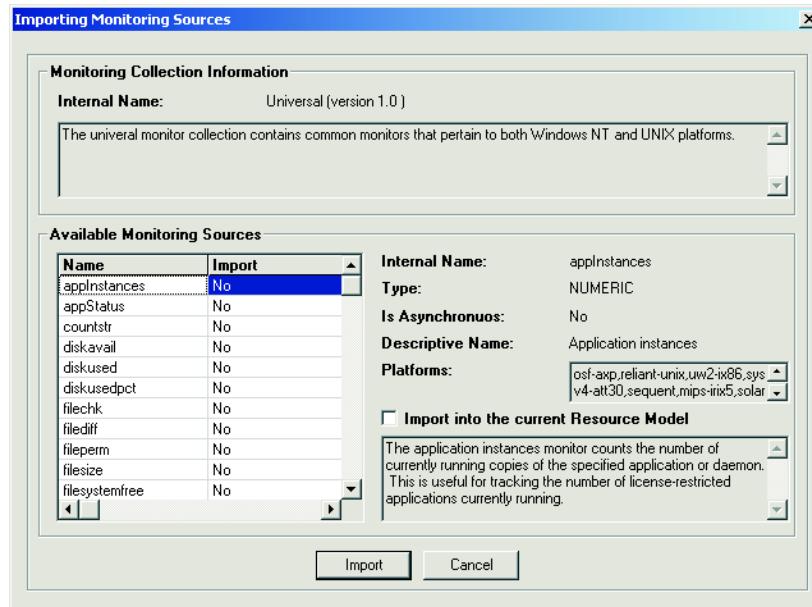 Importing Monitoring Sources
Monitoring Collection Information
Internal Name: Universal (version 1.0 )
The univeral monitor collection contains common monitors that pertain to both Windows NT and UNIX platforms.
Available Monitoring Sources
Name Import
appInstances No
appStatus No
countstr No
diskavail No
diskused No
diskusedpct No
filechk No
filediff No
fileperm No
filesize No
filesystemfree No
Internal Name: appInstances
Type: NUMERIC
Is Asynchronuos: No
Descriptive Name: Application instances
Platforms: osf-axp,reliant-unix,uw2-ix86,sys
v4-att30,sequent,mips-irix5,solar
Import into the current Resource Model
The application instances monitor counts the number of
currently running copies of the specified application or daemon.
This is useful for tracking the number of license-restricted
applications currently running.
Import Cancel